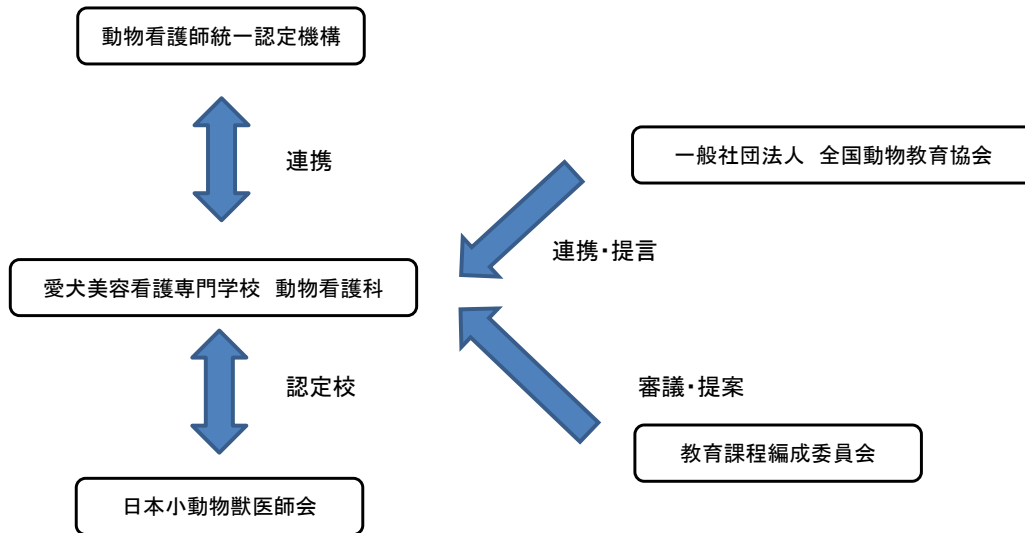 動物看護師統一認定機構
連携
一般社団法人　全国動物教育協会
連携・提言
愛犬美容看護専門学校　動物看護科
認定校
審議・提案
教育課程編成委員会
日本小動物獣医師会